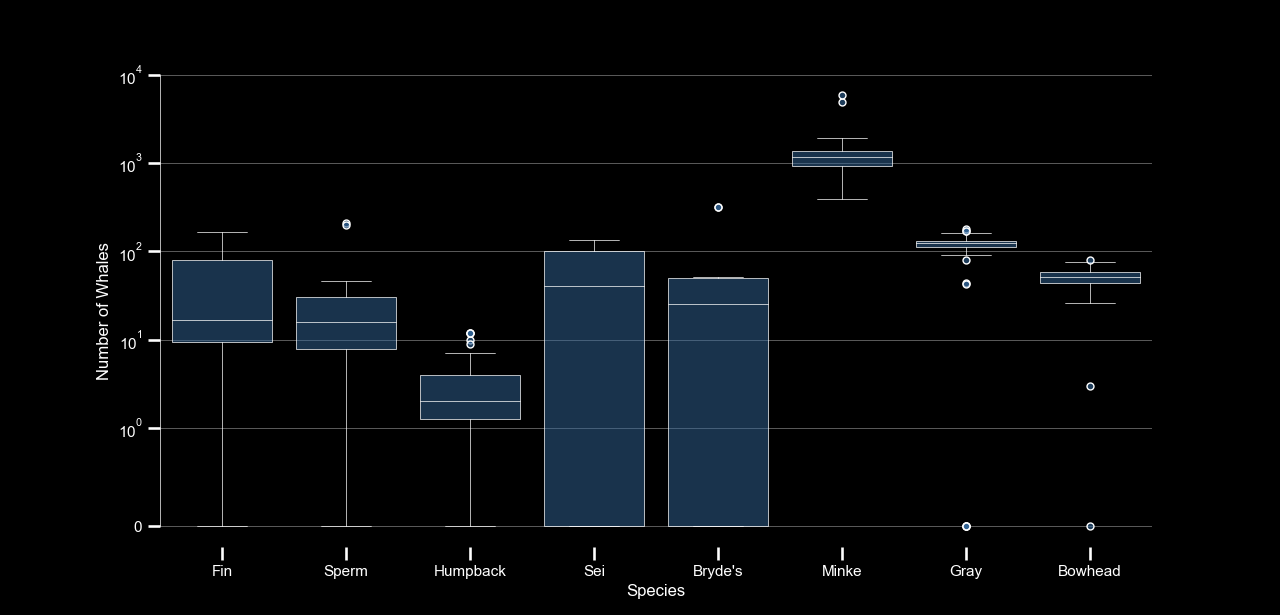 10^4
10^3
10^2
10^1
10^0
0
Number of Whales
Fin Sperm Humpback Sei Bryde's Minke Gray Bowhead
Species